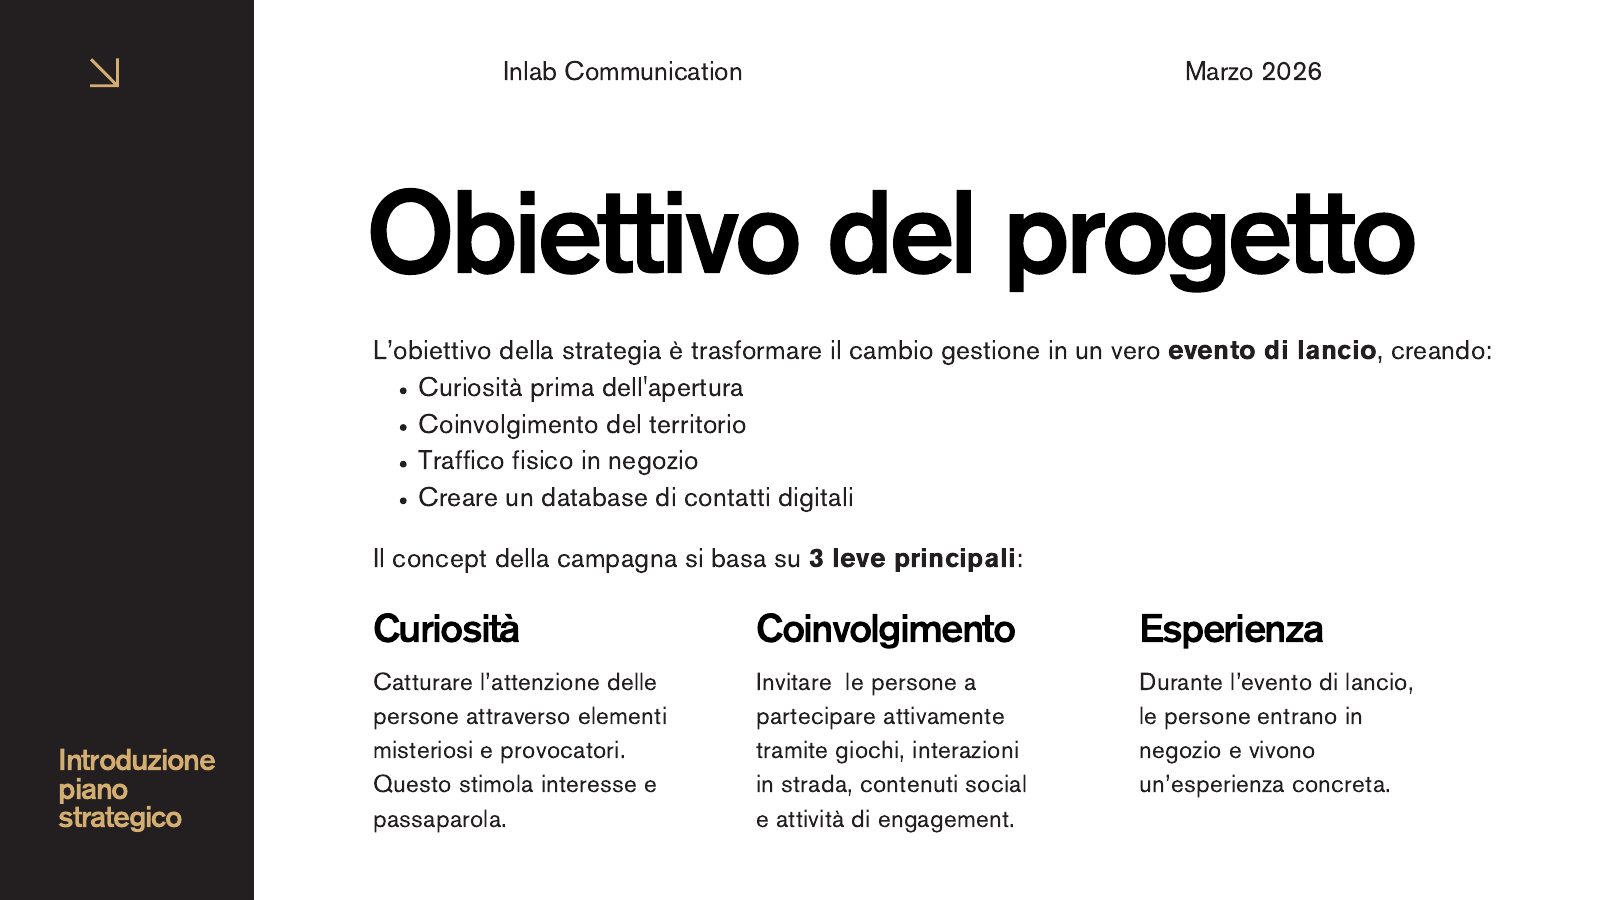 Inlab Communication
Marzo 2026
Obiettivo del progetto
L’obiettivo della strategia è trasformare il cambio gestione in un vero evento di lancio, creando:
• Curiosità prima dell'apertura
• Coinvolgimento del territorio
• Traffico fisico in negozio
• Creare un database di contatti digitali
Il concept della campagna si basa su 3 leve principali:
Curiosità
Catturare l’attenzione delle
persone attraverso elementi
misteriosi e provocatori.
Questo stimola interesse e
passaparola.
Coinvolgimento
Invitare  le persone a
partecipare attivamente
tramite giochi, interazioni
in strada, contenuti social
e attività di engagement.
Esperienza
Durante l’evento di lancio,
le persone entrano in
negozio e vivono
un’esperienza concreta.
Introduzione
piano
strategico